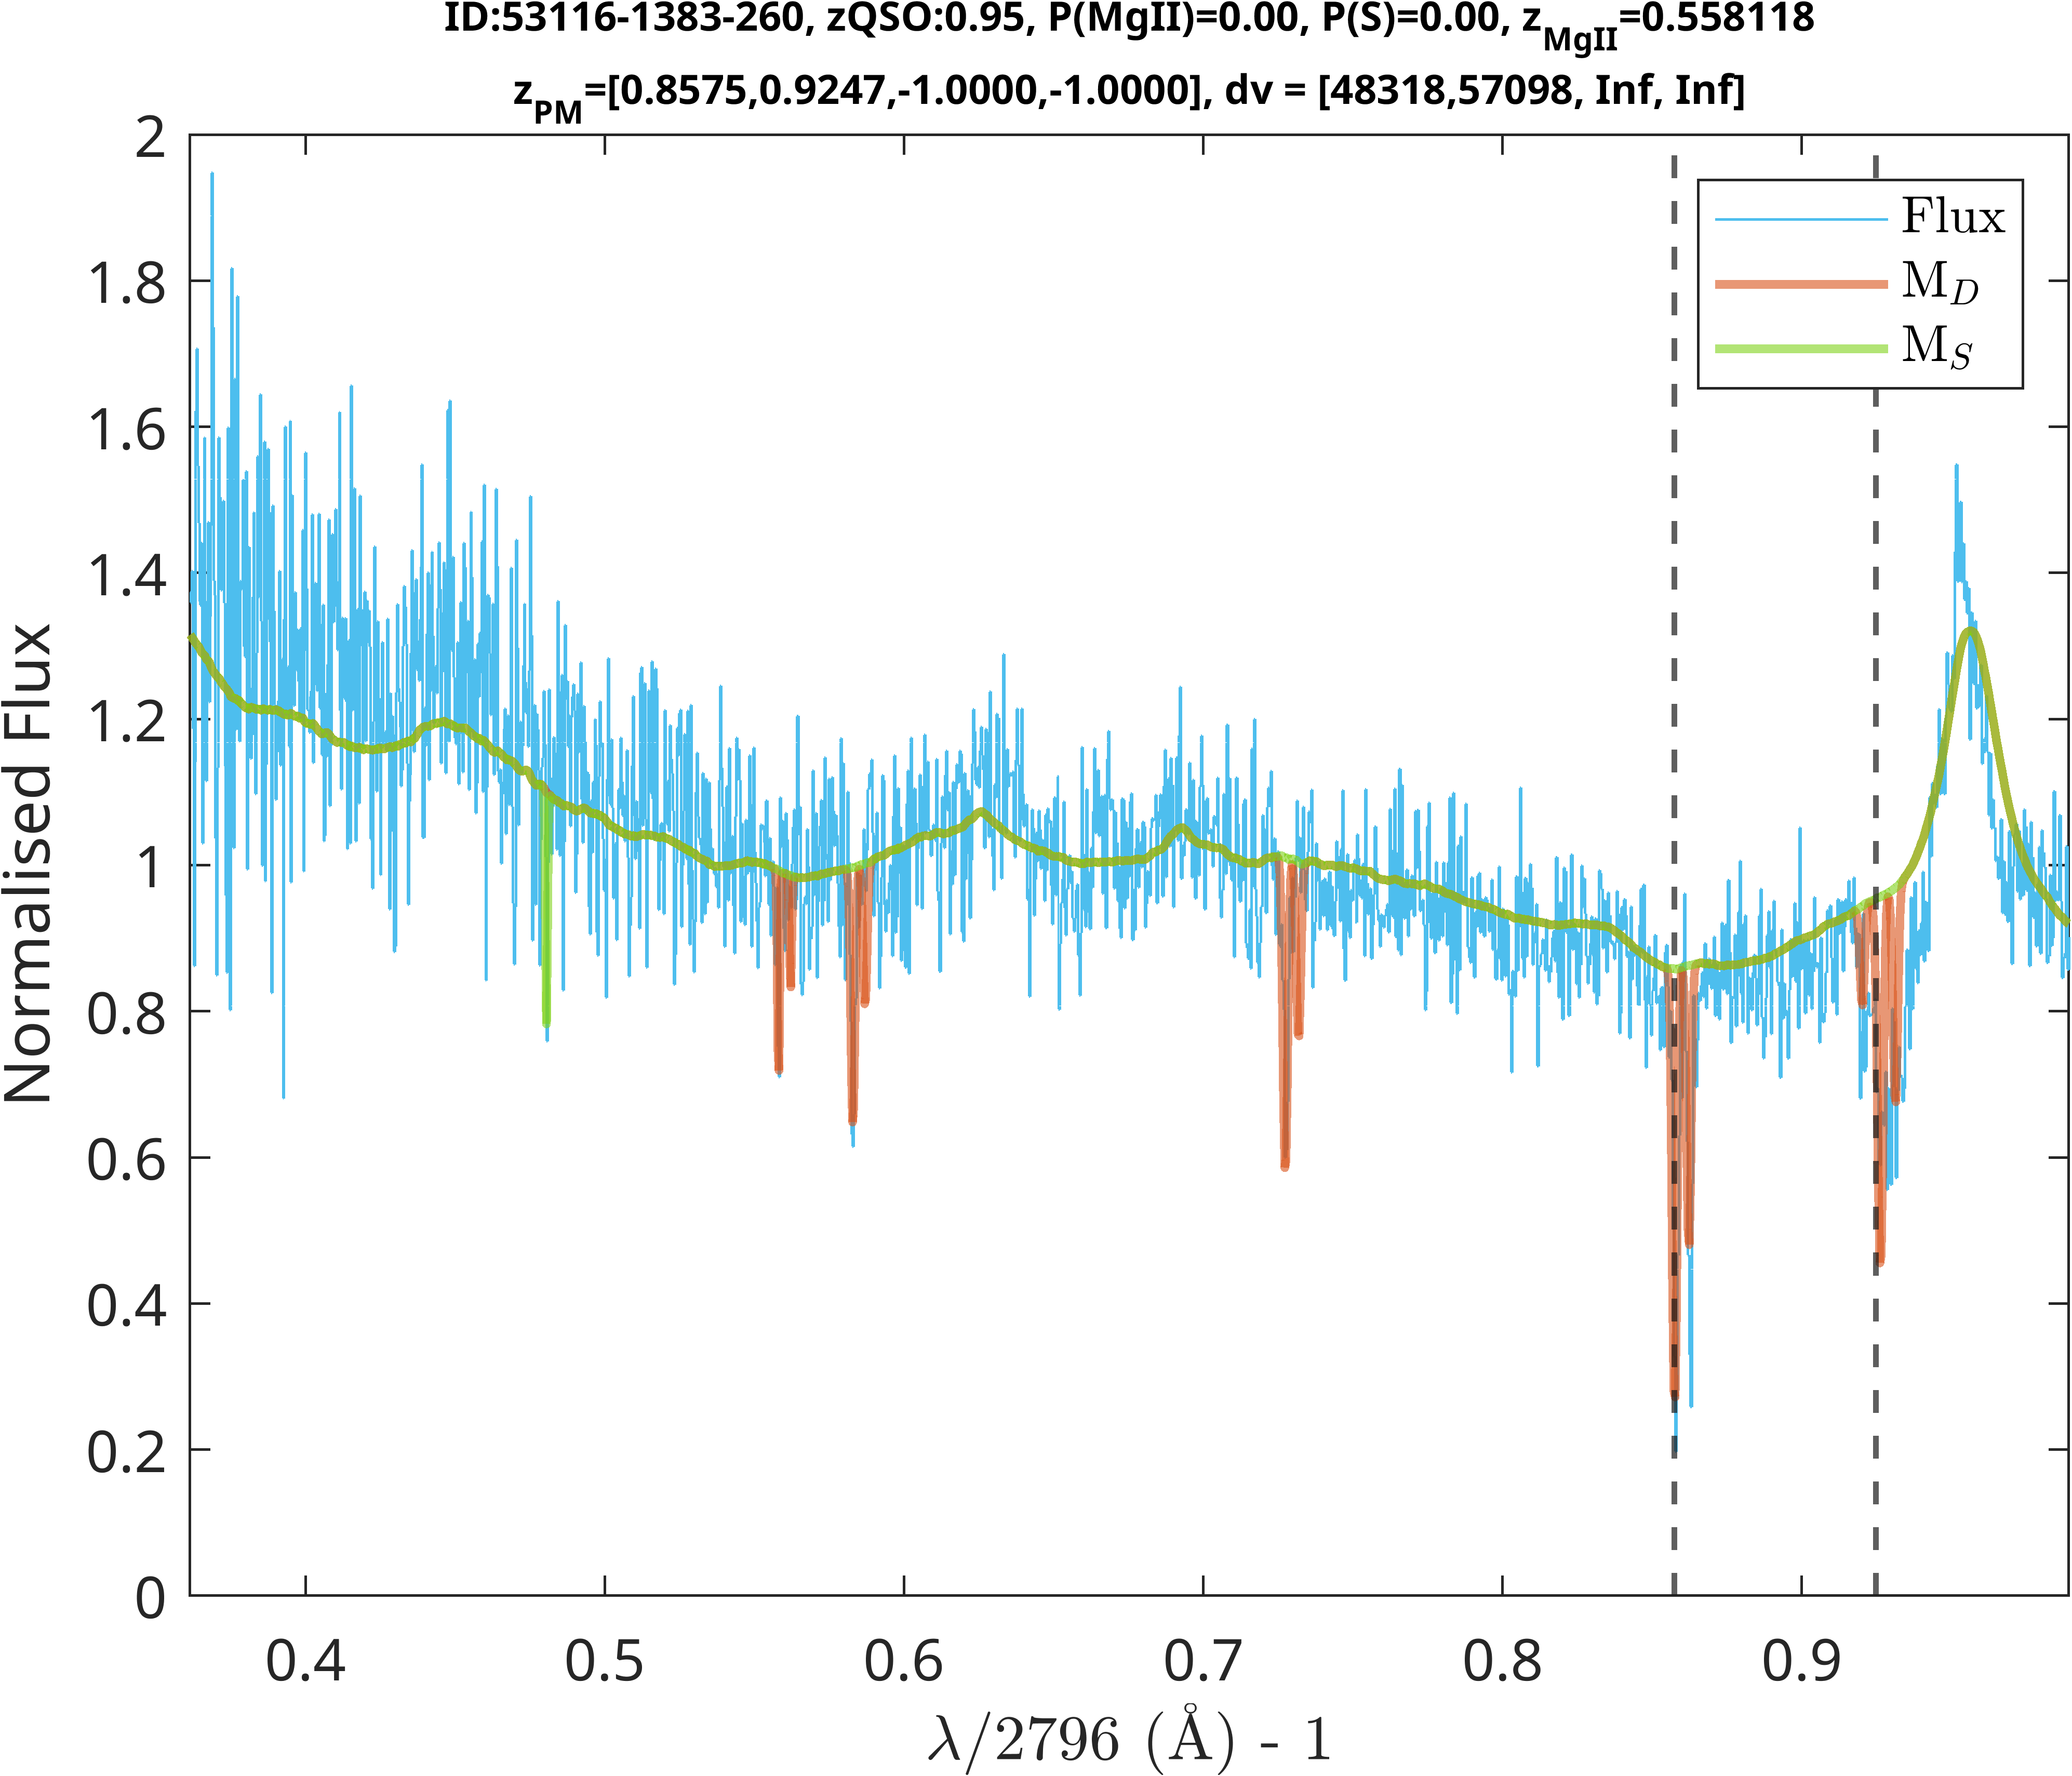 ID:53116-1383-260, zQSO:0.95, P(MgII)=0.00, P(S)=0.00, zMgII=0.558118
zPM=[0.8575,0.9247,-1.0000,-1.0000], dv = [48318,57098, Inf, Inf]
2
1.8
1.6
1.4
1.2
1
0.8
0.6
0.4
0.2
0
Normalised Flux
Flux
MD
MS
0.4 0.5 0.6 0.7 0.8 0.9
λ/2796 (Å) - 1